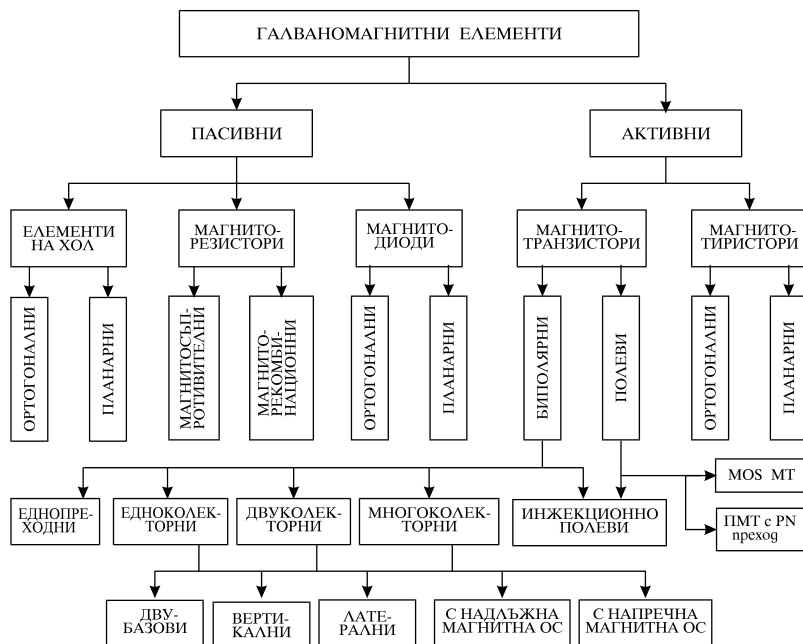 ГАЛВАНОМАГНИТНИ ЕЛЕМЕНТИ
ПАСИВНИ
АКТИВНИ
ЕЛЕМЕНТИ
НА ХОЛ
МАГНИТО-
РЕЗИСТОРИ
МАГНИТО-
ДИОДИ
МАГНИТО-
ТРАНЗИСТОРИ
МАГНИТО-
ТИРИСТОРИ
ОРТОГОНАЛНИ
ПЛАНАРНИ
МАГНИТОСЪП-
РОТИВИТЕЛНИ
МАГНИТО-
РЕКОМБИ-
НАЦИОННИ
ОРТОГОНАЛНИ
ПЛАНАРНИ
БИПОЛЯРНИ
ПОЛЕВИ
ОРТОГОНАЛНИ
ПЛАНАРНИ
ЕДНОПРЕ-
ХОДНИ
ЕДНОКОЛЕК-
ТОРНИ
ДВУКОЛЕК-
ТОРНИ
МНОГОКОЛЕК-
ТОРНИ
ИНЖЕКЦИОННО
ПОЛЕВИ
MOS МТ
ПМТ с PN
преход
ДВУ-
БАЗОВИ
ВЕРТИ-
КАЛНИ
ЛАТЕ-
РАЛНИ
С НАДЛЪЖНА
МАГНИТНА ОС
С НАПРЕЧНА
МАГНИТНА ОС